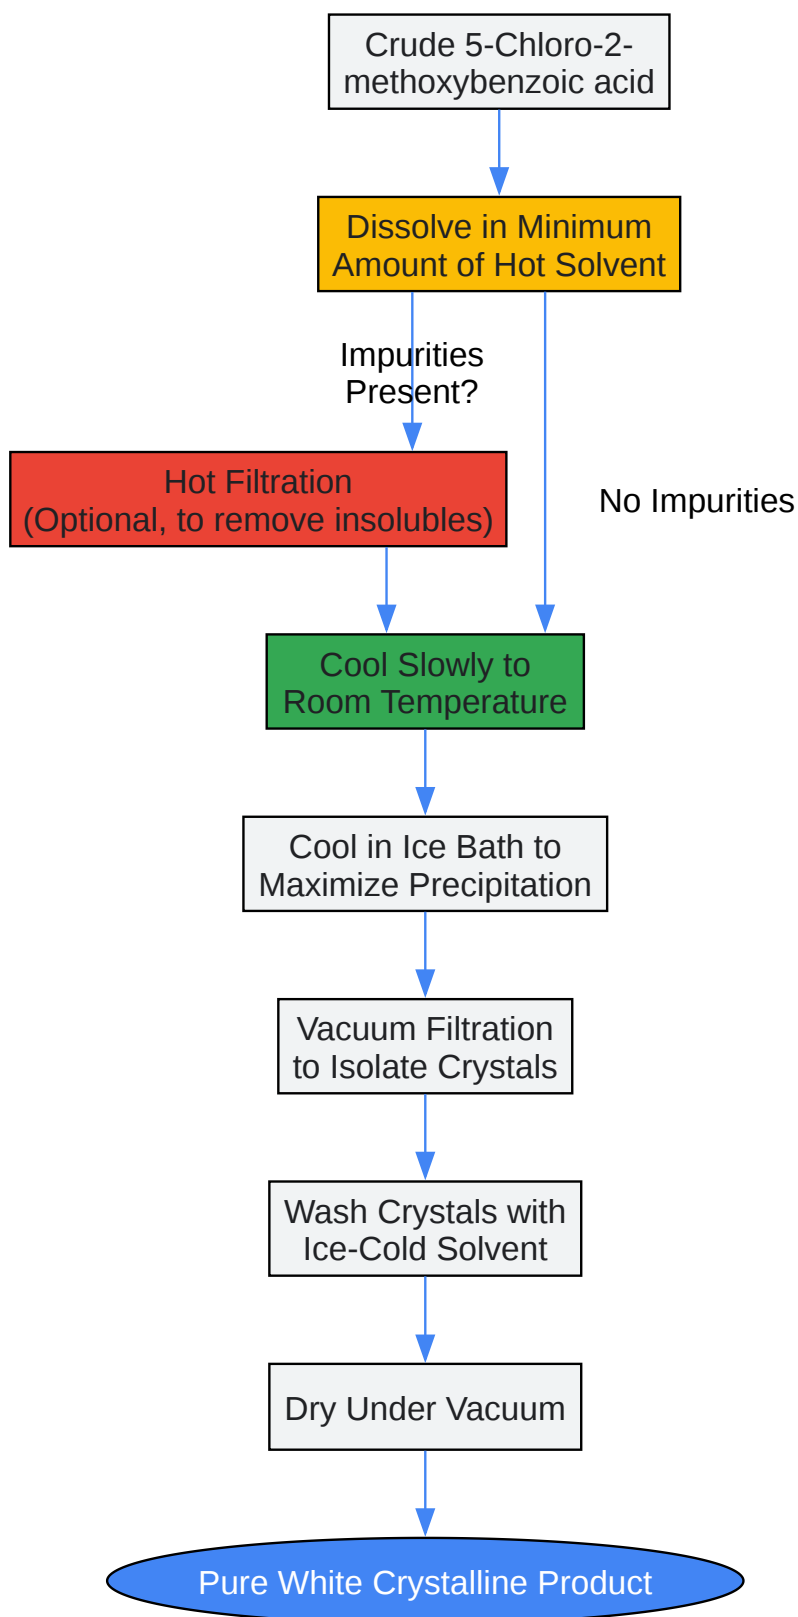 Crude 5-Chloro-2-
methoxybenzoic acid
Dissolve in Minimum
Amount of Hot Solvent
Impurities
Present?
Hot Filtration
(Optional, to remove insolubles)
No Impurities
Cool Slowly to
Room Temperature
Cool in Ice Bath to
Maximize Precipitation
Vacuum Filtration
to Isolate Crystals
Wash Crystals with
Ice-Cold Solvent
Dry Under Vacuum
Pure White Crystalline Product